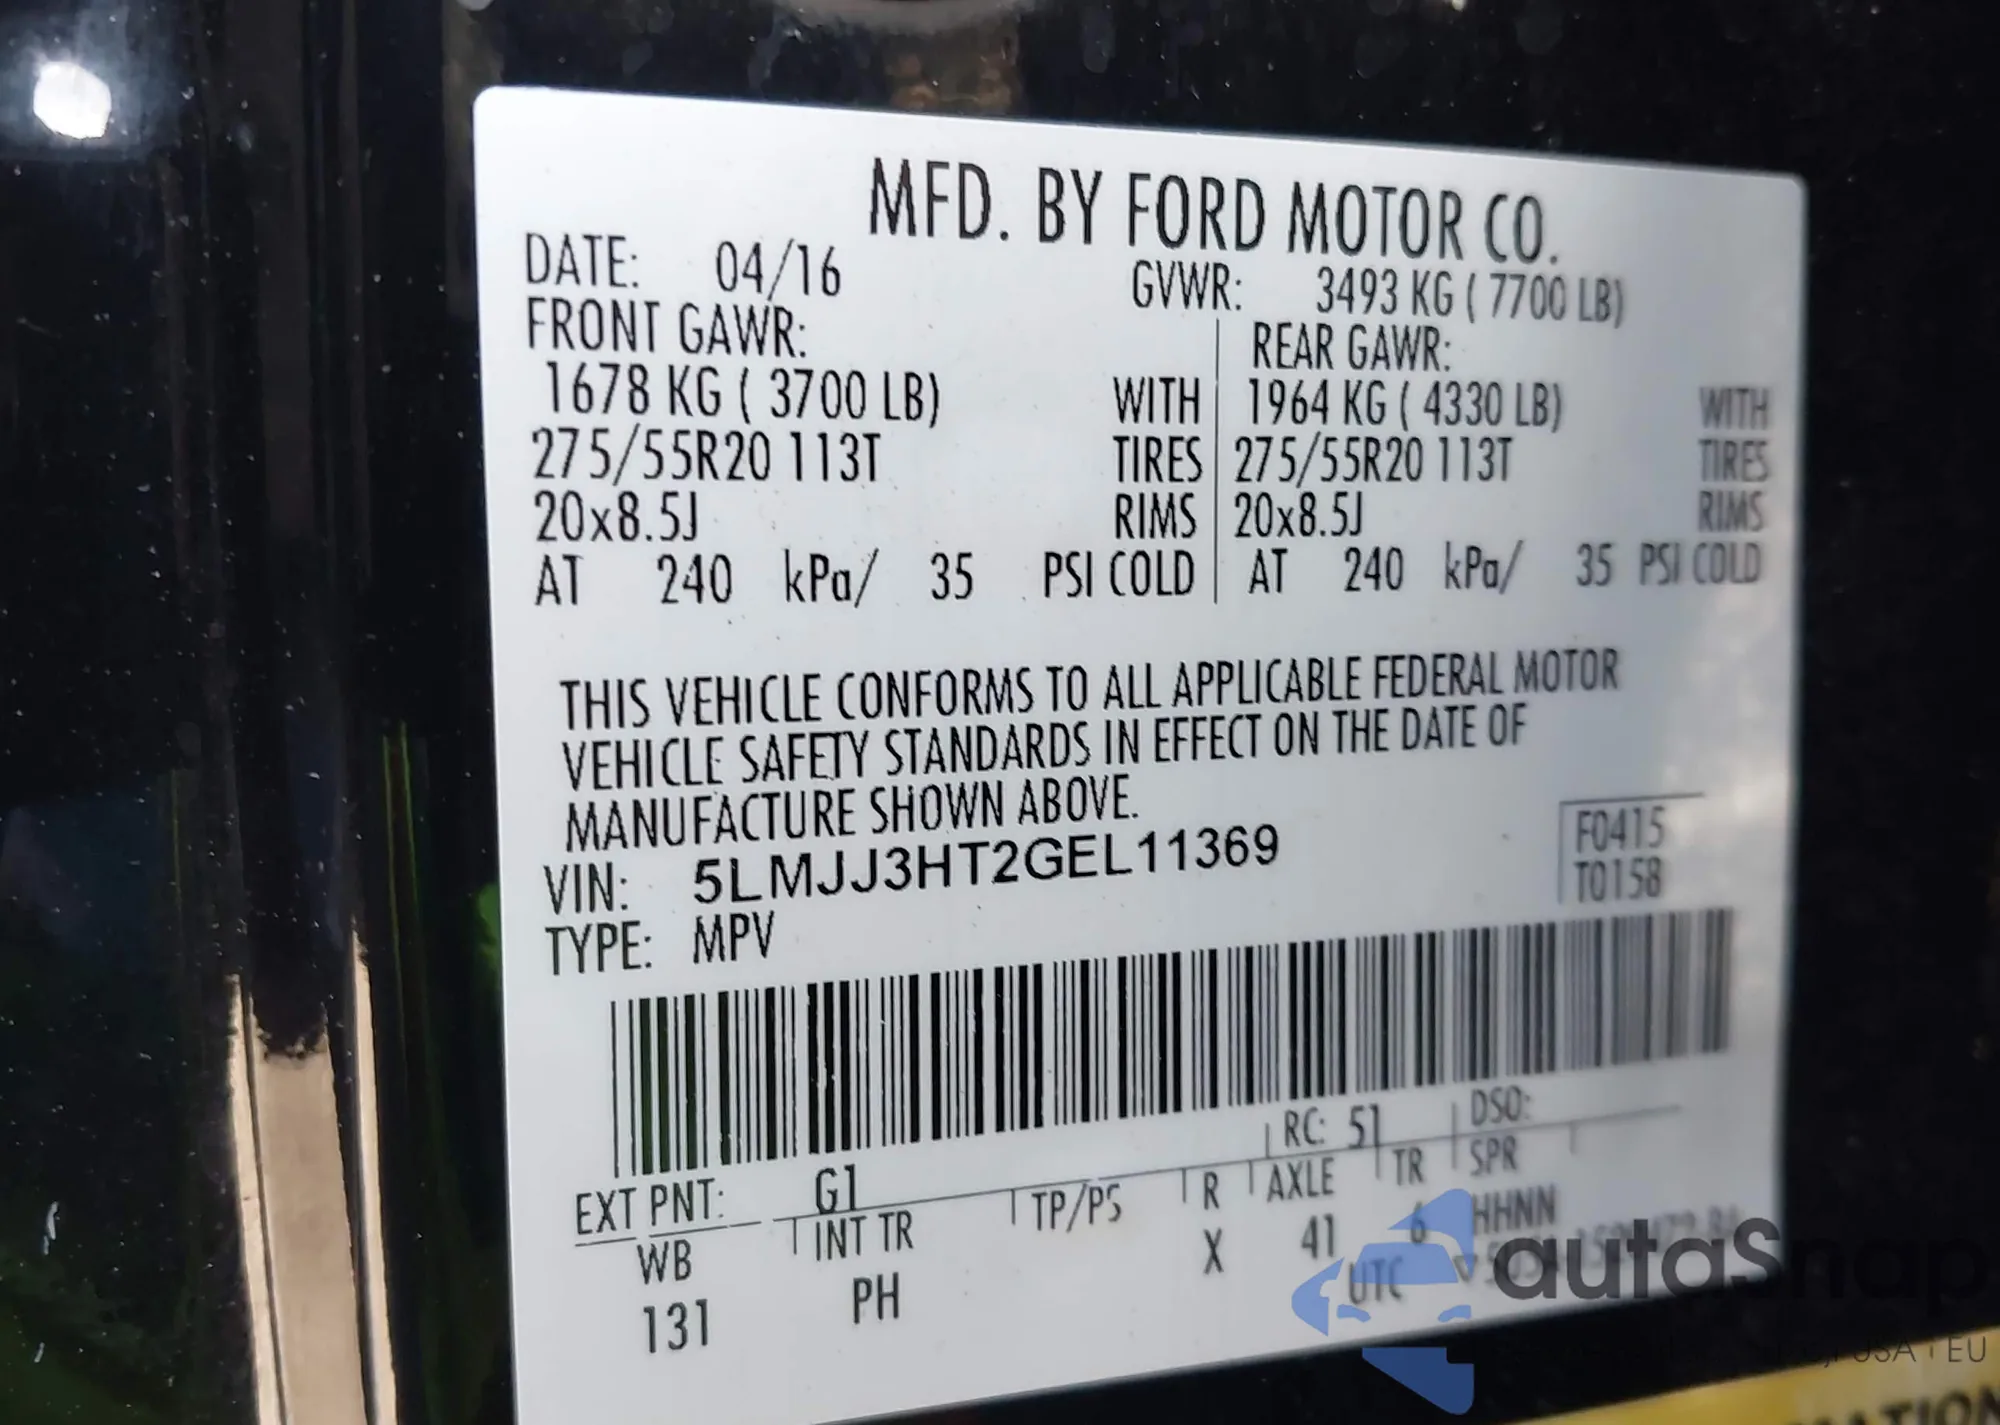 MFD. BY FORD MOTOR CO.
DATE: 04/16 GVWR: 3493 KG ( 7700 LB)
FRONT GAWR: REAR GAWR:
1678 KG ( 3700 LB) WITH 1964 KG ( 4330 LB) WITH
275/55R20 113T TIRES 275/55R20 113T TIRES
20x8.5J RIMS 20x8.5J RIMS
AT 240 kPa/ 35 PSI COLD AT 240 kPa/ 35 PSI COLD
THIS VEHICLE CONFORMS TO ALL APPLICABLE FEDERAL MOTOR
VEHICLE SAFETY STANDARDS IN EFFECT ON THE DATE OF
MANUFACTURE SHOWN ABOVE.
VIN: 5LMJJ3HT2GEL11369
F0415
T0158
TYPE: MPV
RC: 51 DSO:
EXT PNT: G1
WB INT TR TP/PS R AXLE TR SPR
131 PH X 41 6 HHNN
UTC
autoSnap
USA EU